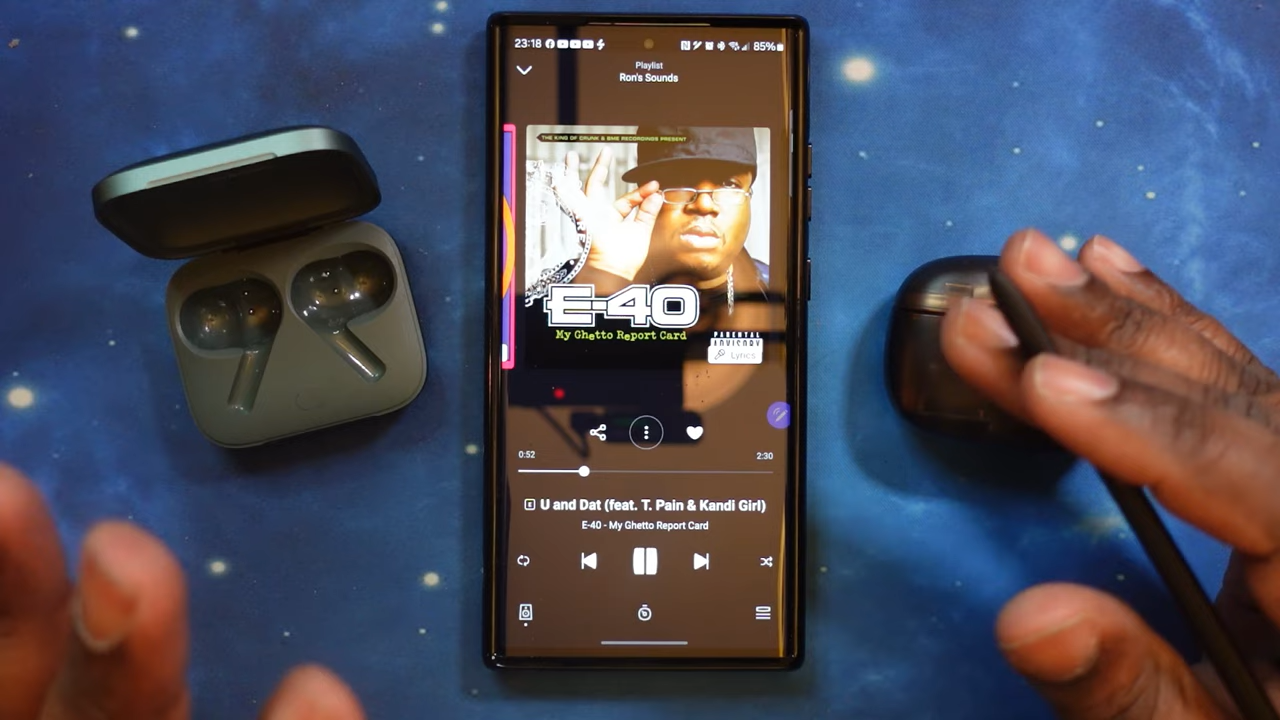 23:18
85%
Playlist
Ron's Sounds
THE KING OF CRUNK & BME RECORDINGS PRESENT
E-40
My Ghetto Report Card
PARENTAL
ADVISORY
Lyrics
0:52
2:30
E U and Dat (feat. T. Pain & Kandi Girl)
E-40 - My Ghetto Report Card